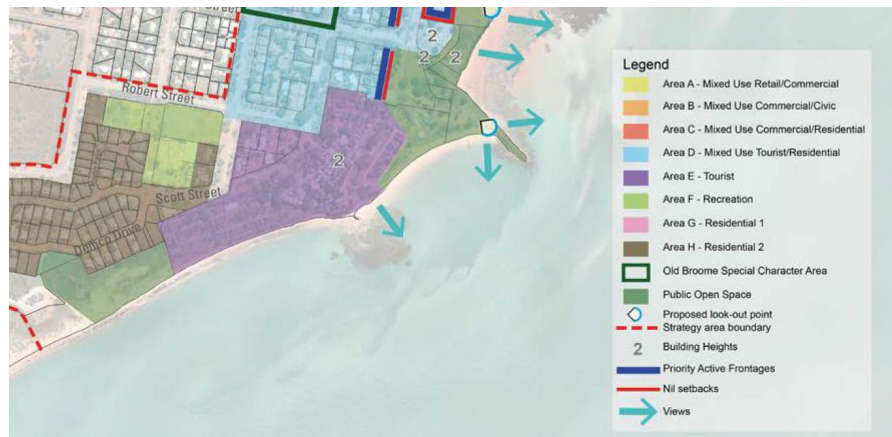 Street
2
2
2
Robert Street
2
Scott Street
Demco Drive
Legend
Area A - Mixed Use Retail/Commercial
Area B - Mixed Use Commercial/Civic
Area C - Mixed Use Commercial/Residential
Area D - Mixed Use Tourist/Residential
Area E - Tourist
Area F - Recreation
Area G - Residential 1
Area H - Residential 2
Old Broome Special Character Area
Public Open Space
Proposed look-out point
Strategy area boundary
2 Building Heights
Priority Active Frontages
Nil setbacks
Views